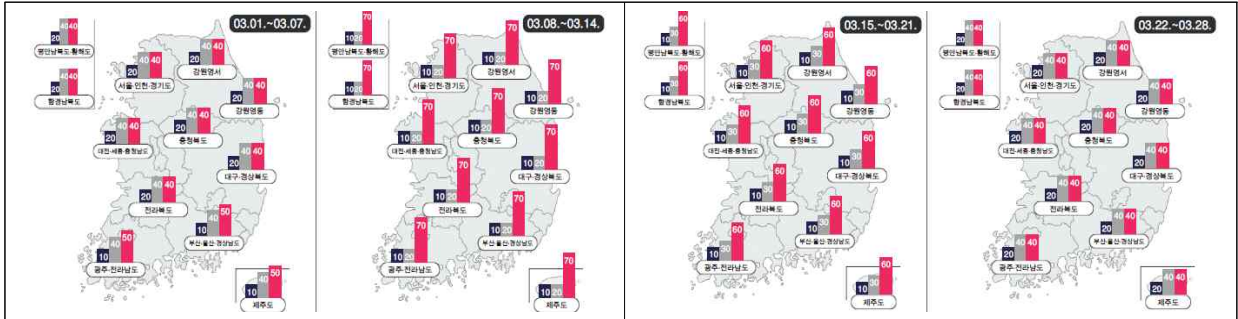 03.01.~03.07.
20 40 40
평안남북도·황해도
20 40 40
함경남북도
20 40 40
서울·인천·경기도
20 40 40
강원영서
20 40 40
강원영동
20 40 40
대전·세종·충청남도
20 40 40
충청북도
20 40 40
대구·경상북도
20 40 40
전라북도
10 40 50
부산·울산·경상남도
10 40 50
광주·전라남도
10 40 50
제주도
03.08.~03.14.
10 20 70
평안남북도·황해도
10 20 70
함경남북도
10 20 70
서울·인천·경기도
10 20 70
강원영서
10 20 70
강원영동
10 20 70
대전·세종·충청남도
10 20 70
충청북도
10 20 70
대구·경상북도
10 20 70
전라북도
10 20 70
부산·울산·경상남도
10 20 70
광주·전라남도
10 20 70
제주도
03.15.~03.21.
10 30 60
평안남북도·황해도
10 30 60
함경남북도
10 30 60
서울·인천·경기도
10 30 60
강원영서
10 30 60
강원영동
10 30 60
대전·세종·충청남도
10 30 60
충청북도
10 30 60
대구·경상북도
10 30 60
전라북도
10 30 60
부산·울산·경상남도
10 30 60
광주·전라남도
10 30 60
제주도
03.22.~03.28.
20 40 40
평안남북도·황해도
20 40 40
함경남북도
20 40 40
서울·인천·경기도
20 40 40
강원영서
20 40 40
강원영동
20 40 40
대전·세종·충청남도
20 40 40
충청북도
20 40 40
대구·경상북도
20 40 40
전라북도
20 40 40
부산·울산·경상남도
20 40 40
광주·전라남도
20 40 40
제주도